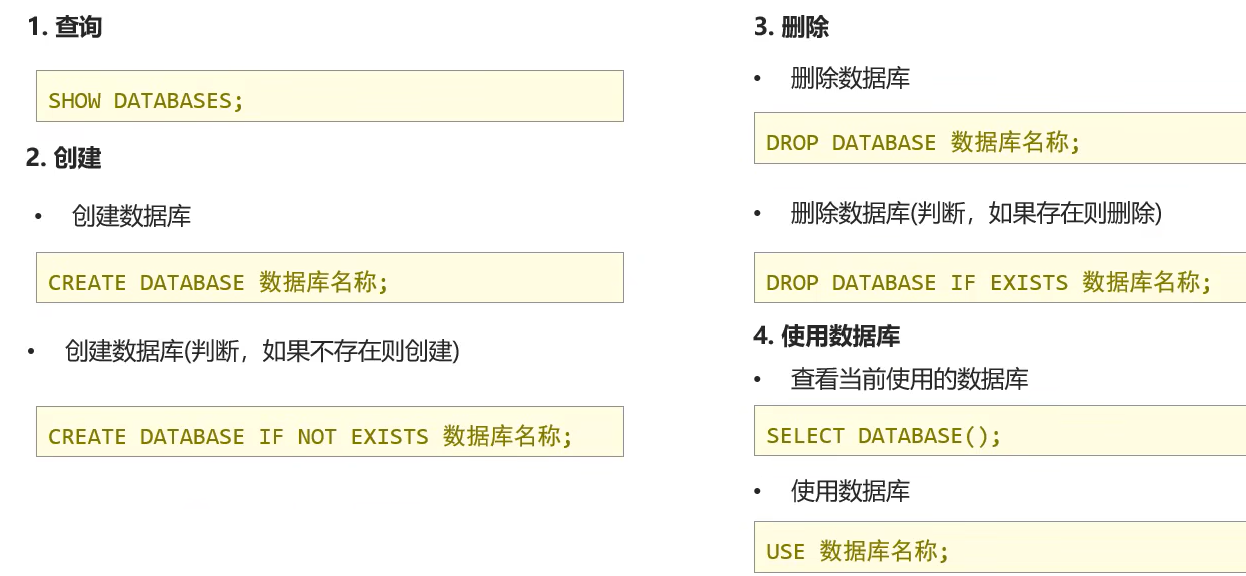 1. 查询
SHOW DATABASES;
2. 创建
• 创建数据库
CREATE DATABASE 数据库名称;
• 创建数据库(判断，如果不存在则创建)
CREATE DATABASE IF NOT EXISTS 数据库名称;
3. 删除
• 删除数据库
DROP DATABASE 数据库名称;
• 删除数据库(判断，如果存在则删除)
DROP DATABASE IF EXISTS 数据库名称;
4. 使用数据库
• 查看当前使用的数据库
SELECT DATABASE();
• 使用数据库
USE 数据库名称;